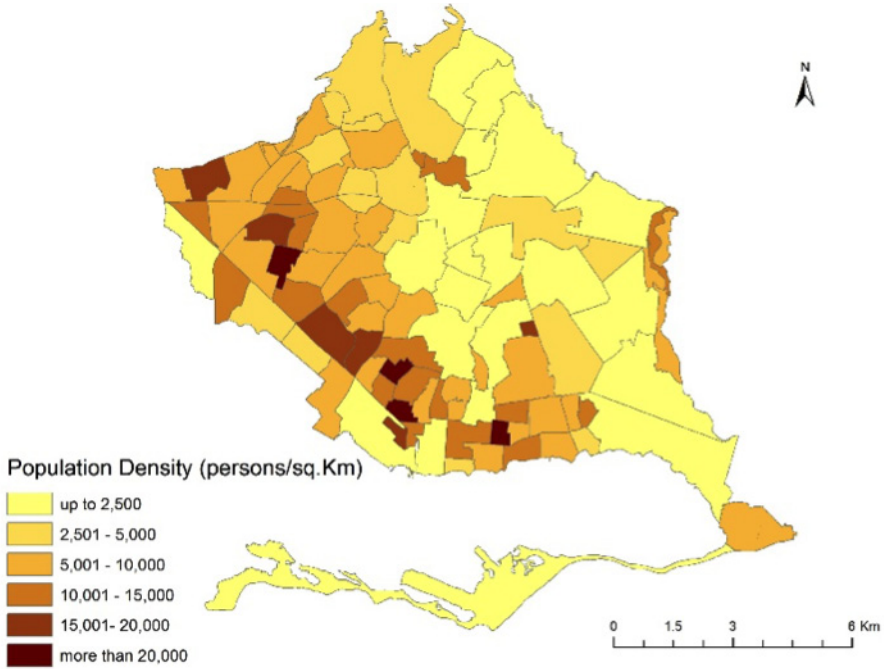 N
Population Density (persons/sq.Km)
up to 2,500
2,501 - 5,000
5,001 - 10,000
10,001 - 15,000
15,001- 20,000
more than 20,000
0 1.5 3 6 Km